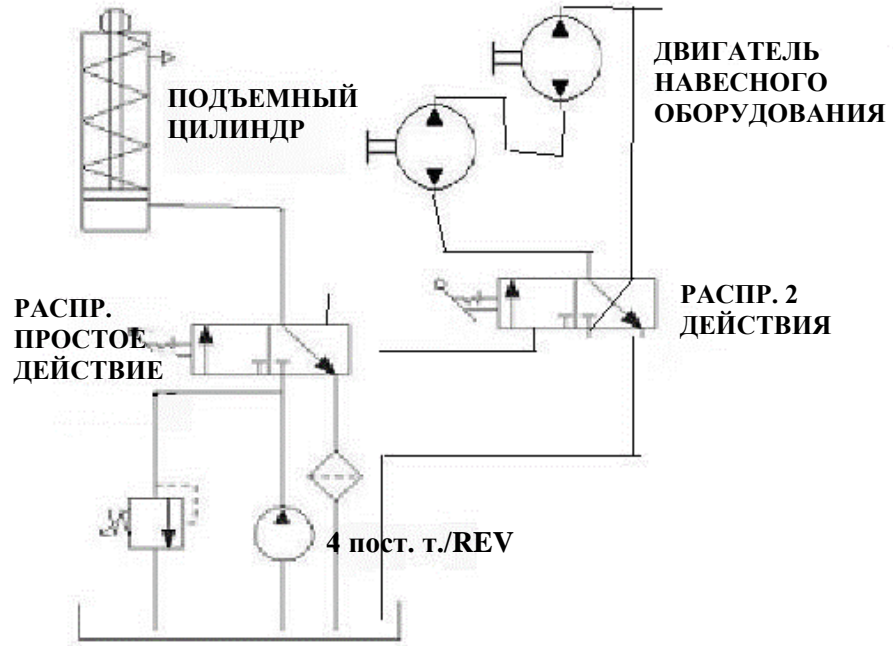 ДВИГАТЕЛЬ
НАВЕСНОГО
ОБОРУДОВАНИЯ
ПОДЪЕМНЫЙ
ЦИЛИНДР
РАСПР. 2
ДЕЙСТВИЯ
РАСПР.
ПРОСТОЕ
ДЕЙСТВИЕ
4 пост. т./REV